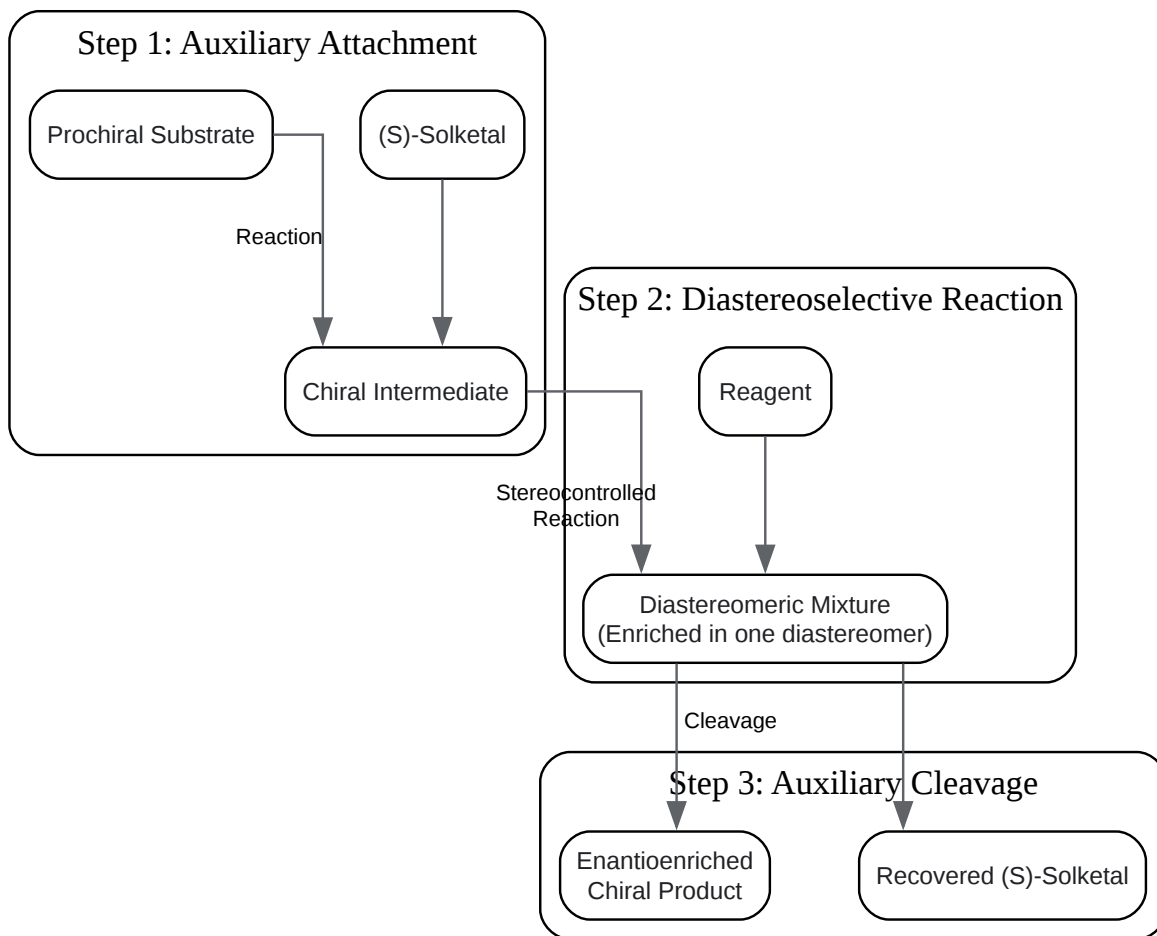 Step 1: Auxiliary Attachment
Prochiral Substrate
(S)-Solketal
Reaction
Chiral Intermediate
Step 2: Diastereoselective Reaction
Reagent
Stereocontrolled
Reaction
Diastereomeric Mixture
(Enriched in one diastereomer)
Cleavage
Step 3: Auxiliary Cleavage
Enantioenriched
Chiral Product
Recovered (S)-Solketal